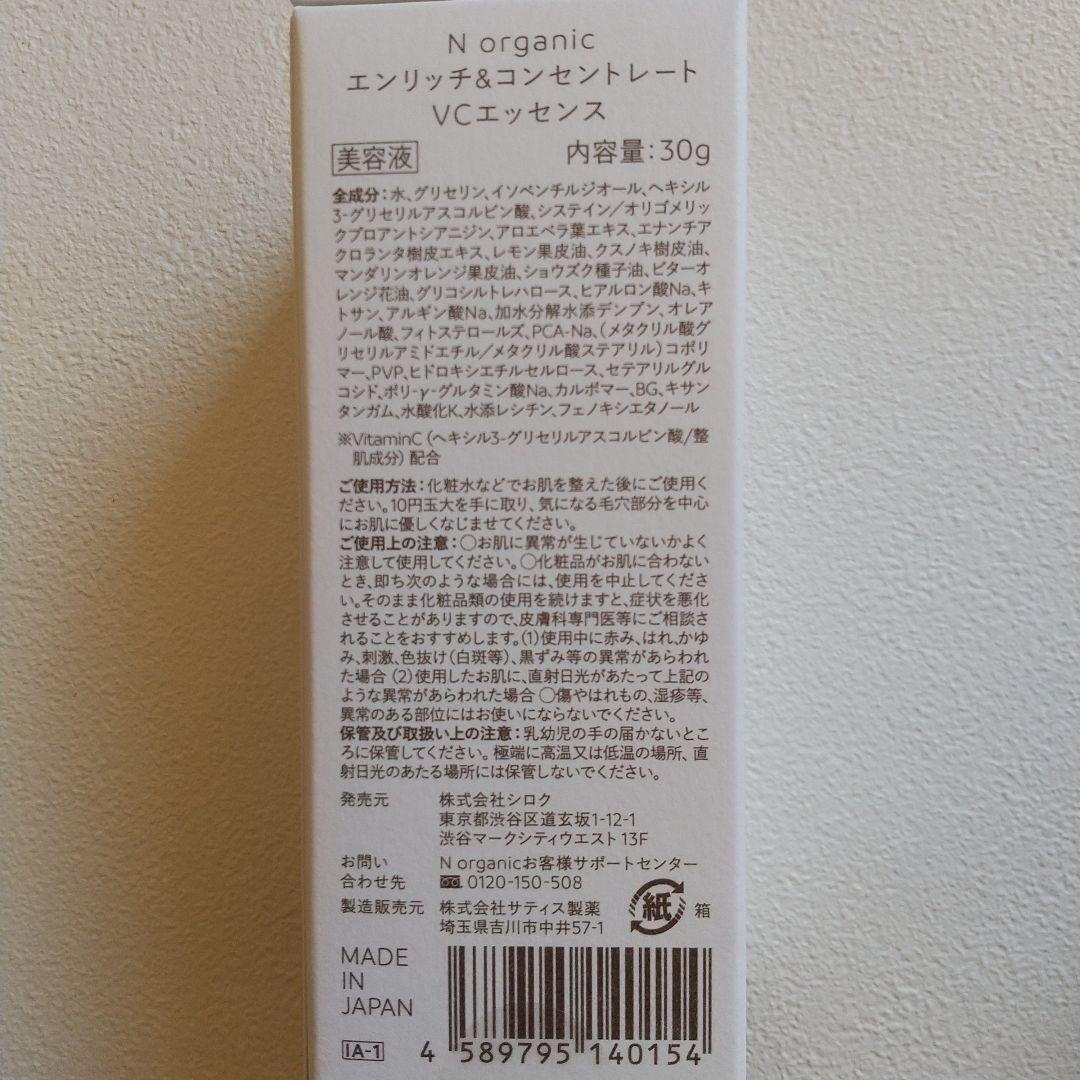 N organic
エンリッチ&コンセントレート
VCエッセンス
美容液 内容量:30g
全成分:水、グリセリン、イソペンチルジオール、ヘキシル
3-グリセリルアスコルビン酸、システイン/オリゴメリッ
クプロアントシアニジン、アロエベラ葉エキス、エナンチア
クロランタ樹皮エキス、レモン果皮油、クスノキ樹皮油、
マンダリンオレンジ果皮油、ショウズク種子油、ビターオ
レンジ花油、グリコシルトレハロース、ヒアルロン酸Na、キ
トサン、アルギン酸Na、加水分解水添デンプン、オレア
ノール酸、フィトステロールズ、PCA-Na、(メタクリル酸グ
リセリルアミドエチル/メタクリル酸ステアリル)コポリ
マー、PVP、ヒドロキシエチルセルロース、セテアリルグル
コシド、ポリ-γ-グルタミン酸Na、カルボマー、BG、キサン
タンガム、水酸化K、水添レシチン、フェノキシエタノール
※VitaminC (ヘキシル3-グリセリルアスコルビン酸/整
肌成分) 配合
ご使用方法:化粧水などでお肌を整えた後にご使用く
ださい。10円玉大を手に取り、気になる毛穴部分を中心
にお肌に優しくなじませてください。
ご使用上の注意:○お肌に異常が生じていないかよく
注意して使用してください。○化粧品がお肌に合わない
とき、即ち次のような場合には、使用を中止してくださ
い。そのまま化粧品類の使用を続けますと、症状を悪化
させることがありますので、皮膚科専門医等にご相談さ
れることをおすすめします。(1)使用中に赤み、はれ、かゆ
み、刺激、色抜け(白斑等)、黒ずみ等の異常があらわれ
た場合 (2)使用したお肌に、直射日光があたって上記の
ような異常があらわれた場合 ○傷やはれもの、湿疹等、
異常のある部位にはお使いにならないでください。
保管及び取扱い上の注意:乳幼児の手の届かないとこ
ろに保管してください。極端に高温又は低温の場所、直
射日光のあたる場所には保管しないでください。
発売元 株式会社シロク
東京都渋谷区道玄坂1-12-1
渋谷マークシティウエスト 13F
お問い N organicお客様サポートセンター
合わせ先 0120-150-508
製造販売元 株式会社サティス製薬 紙 箱
埼玉県吉川市中井57-1
MADE
IN
JAPAN
IA-1 4 589795 140154